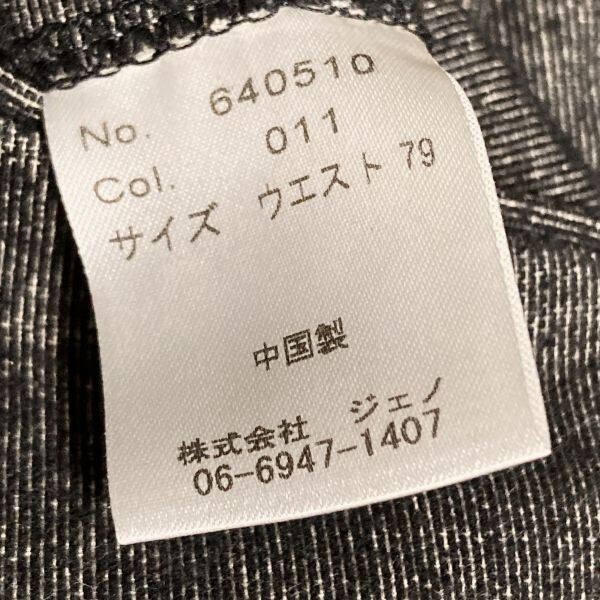 No. 640510
Col. 011
サイズ ウエスト 79
中国製
株式会社 ジェノ
06-6947-1407